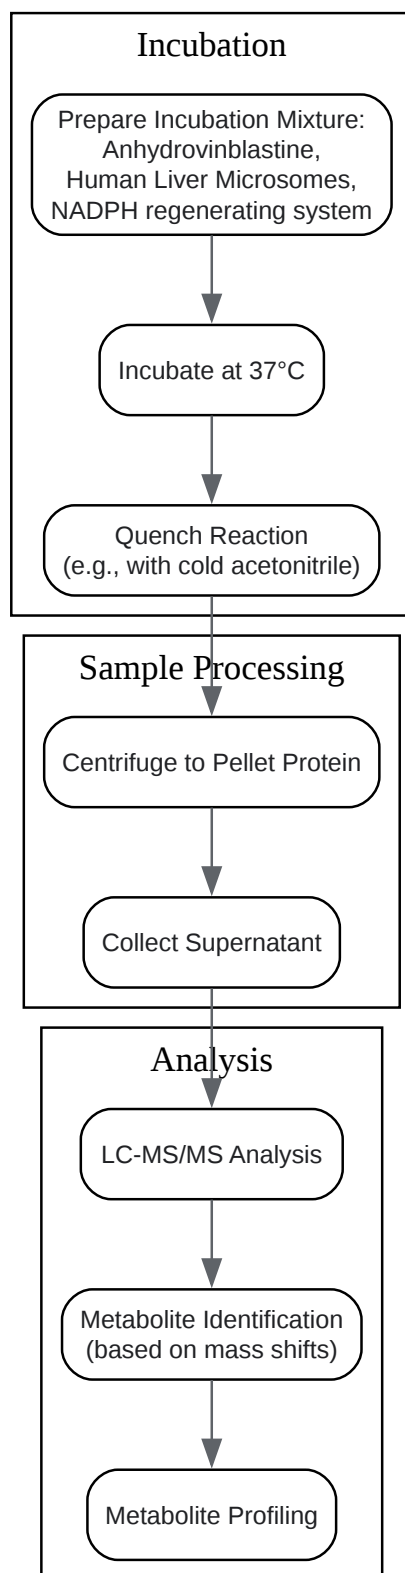 Incubation
Prepare Incubation Mixture:
Anhydrovinblastine,
Human Liver Microsomes,
NADPH regenerating system
Incubate at 37°C
Quench Reaction
(e.g., with cold acetonitrile)
Sample Processing
Centrifuge to Pellet Protein
Collect Supernatant
Analysis
LC-MS/MS Analysis
Metabolite Identification
(based on mass shifts)
Metabolite Profiling